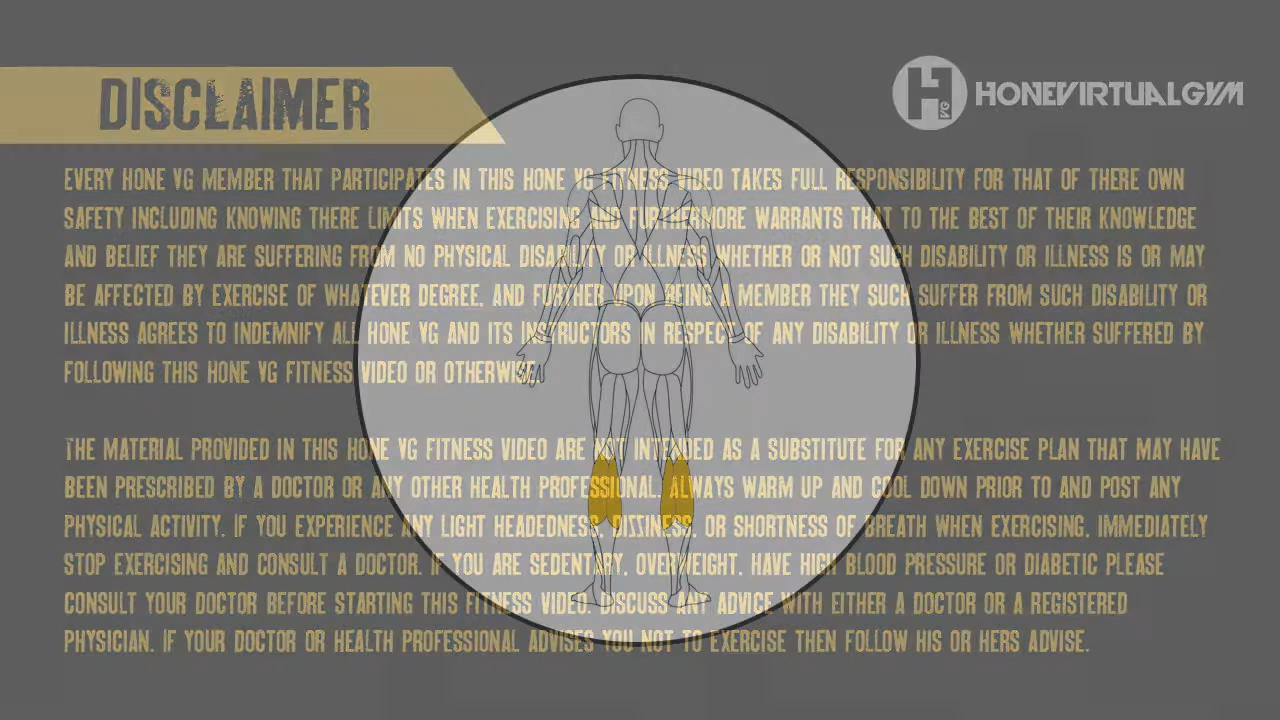 DISCLAIMER
HONEVIRTUALGYM
EVERY HONE VG MEMBER THAT PARTICIPATES IN THIS HONE VG FITNESS VIDEO TAKES FULL RESPONSIBILITY FOR THAT OF THERE OWN
SAFETY INCLUDING KNOWING THERE LIMITS WHEN EXERCISING AND FURTHERMORE WARRANTS THAT TO THE BEST OF THEIR KNOWLEDGE
AND BELIEF THEY ARE SUFFERING FROM NO PHYSICAL DISABILITY OR ILLNESS WHETHER OR NOT SUCH DISABILITY OR ILLNESS IS OR MAY
BE AFFECTED BY EXERCISE OF WHATEVER DEGREE, AND FURTHER UPON BEING A MEMBER THEY SUCH SUFFER FROM SUCH DISABILITY OR
ILLNESS AGREES TO INDEMNIFY ALL HONE VG AND ITS INSTRUCTORS IN RESPECT OF ANY DISABILITY OR ILLNESS WHETHER SUFFERED BY
FOLLOWING THIS HONE VG FITNESS VIDEO OR OTHERWISE.
THE MATERIAL PROVIDED IN THIS HONE VG FITNESS VIDEO ARE NOT INTENDED AS A SUBSTITUTE FOR ANY EXERCISE PLAN THAT MAY HAVE
BEEN PRESCRIBED BY A DOCTOR OR ANY OTHER HEALTH PROFESSIONAL. ALWAYS WARM UP AND COOL DOWN PRIOR TO AND POST ANY
PHYSICAL ACTIVITY. IF YOU EXPERIENCE ANY LIGHT HEADEDNESS, DIZZINESS, OR SHORTNESS OF BREATH WHEN EXERCISING, IMMEDIATELY
STOP EXERCISING AND CONSULT A DOCTOR. IF YOU ARE SEDENTARY, OVERWEIGHT, HAVE HIGH BLOOD PRESSURE OR DIABETIC PLEASE
CONSULT YOUR DOCTOR BEFORE STARTING THIS FITNESS VIDEO. DISCUSS ANY ADVICE WITH EITHER A DOCTOR OR A REGISTERED
PHYSICIAN. IF YOUR DOCTOR OR HEALTH PROFESSIONAL ADVISES YOU NOT TO EXERCISE THEN FOLLOW HIS OR HERS ADVISE.